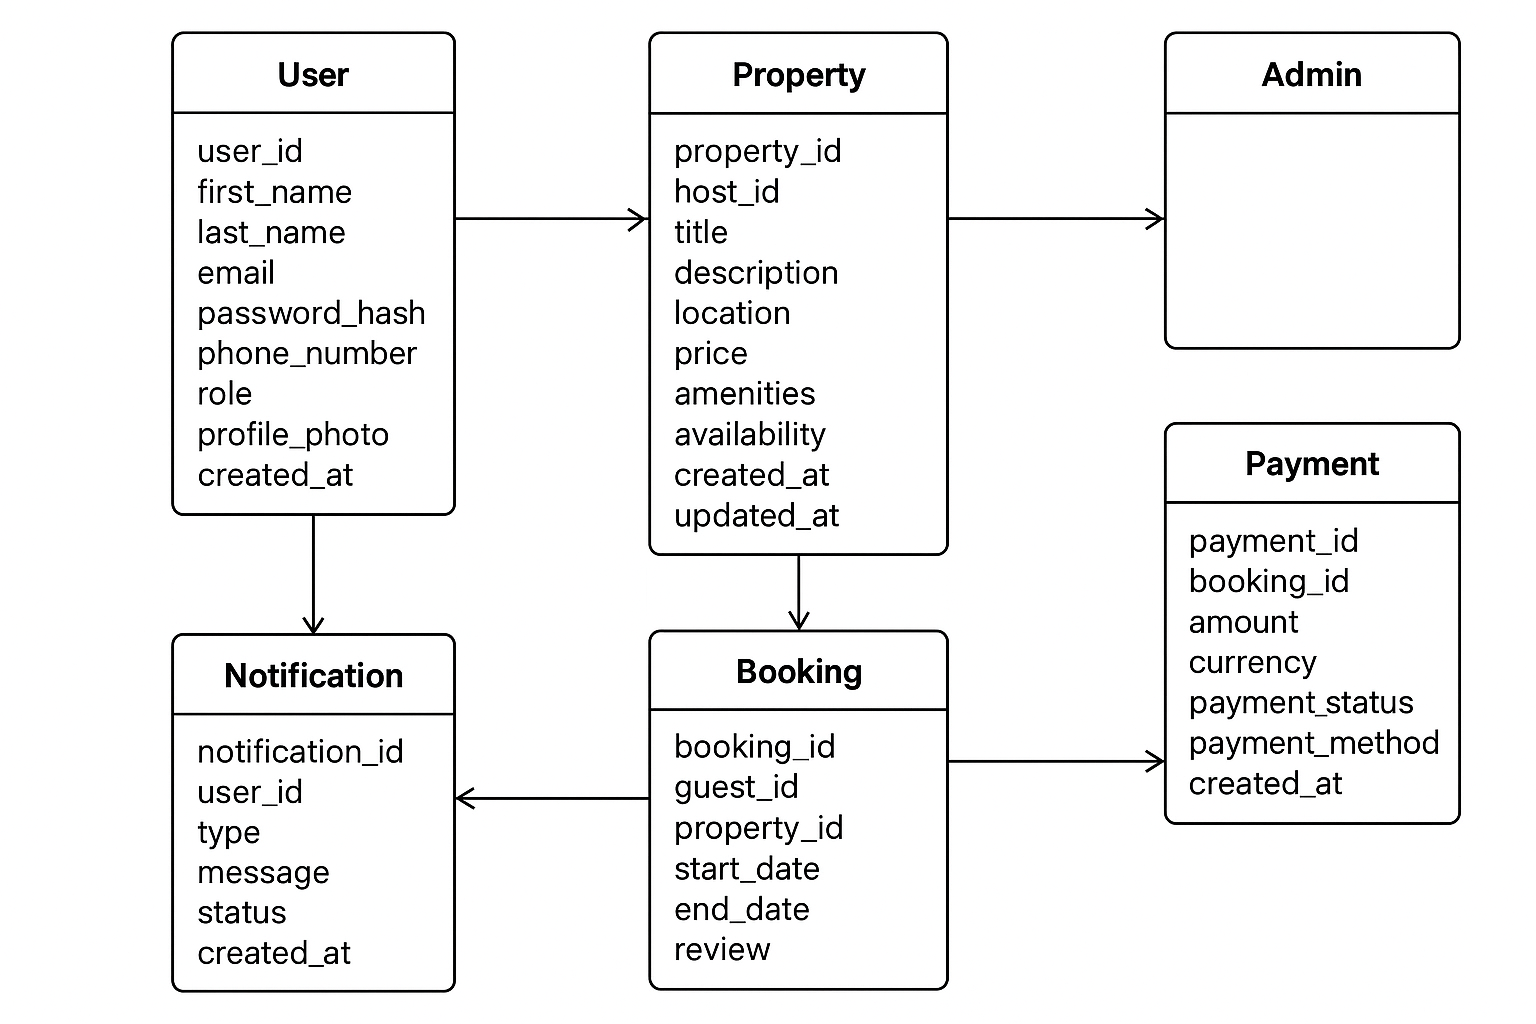 User
user_id
first_name
last_name
email
password_hash
phone_number
role
profile_photo
created_at
Property
property_id
host_id
title
description
location
price
amenities
availability
created_at
updated_at
Admin
Payment
payment_id
booking_id
amount
currency
payment_status
payment_method
created_at
Notification
notification_id
user_id
type
message
status
created_at
Booking
booking_id
guest_id
property_id
start_date
end_date
review